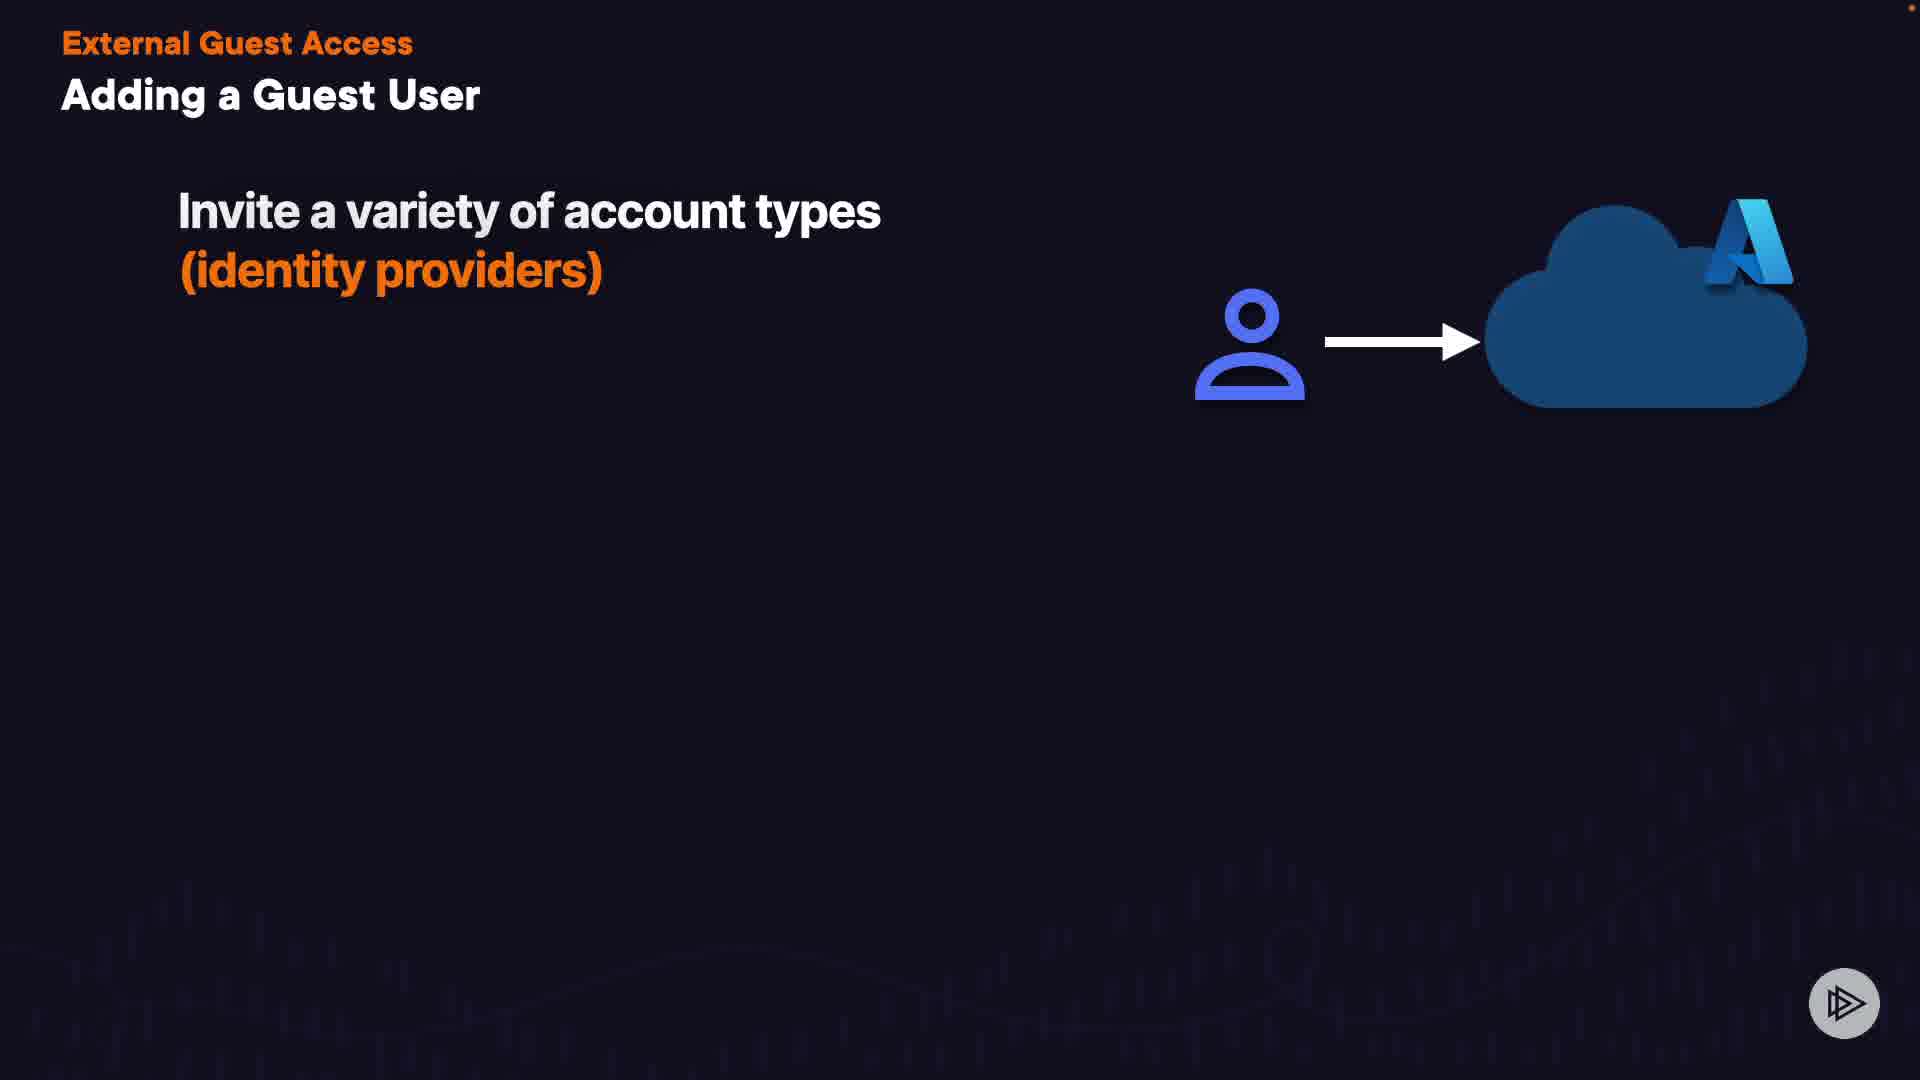 External Guest Access
Adding a Guest User
Invite a variety of account types
(identity providers)